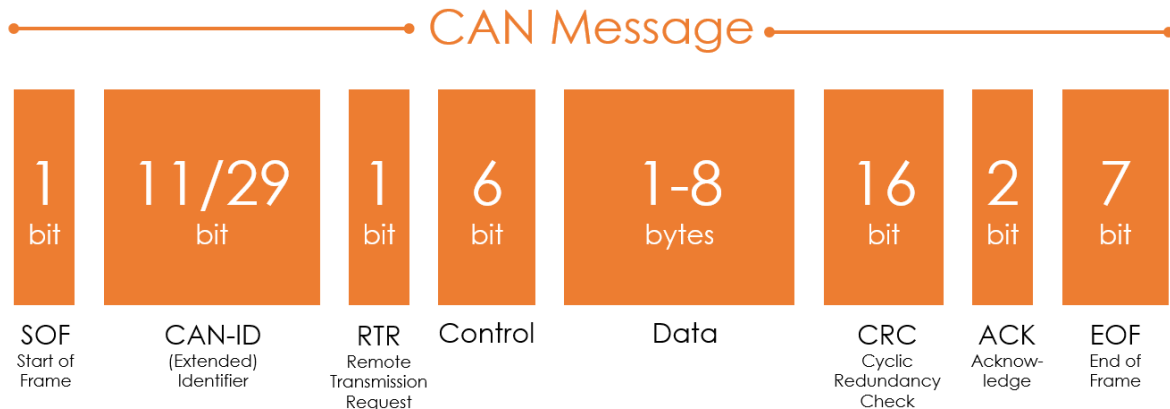 CAN Message
1
bit
11/29
bit
1
bit
6
bit
1-8
bytes
16
bit
2
bit
7
bit
SOF
Start of
Frame
CAN-ID
(Extended)
Identifier
RTR
Remote
Transmission
Request
Control
Data
CRC
Cyclic
Redundancy
Check
ACK
Acknow-
ledge
EOF
End of
Frame